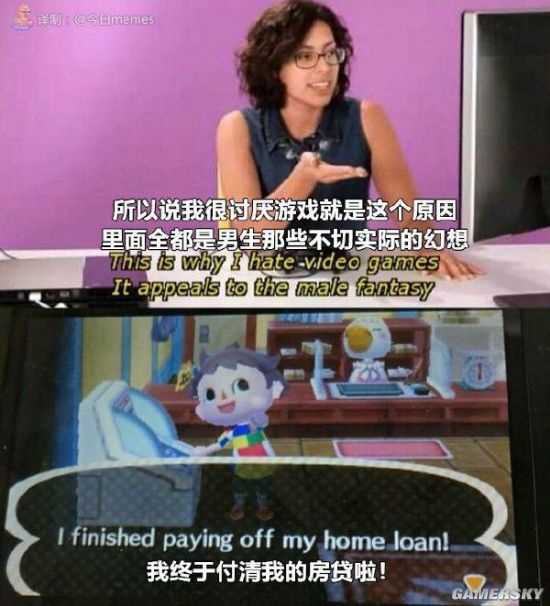 译制:@今日memes
所以说我很讨厌游戏就是这个原因
里面全都是男生那些不切实际的幻想
This is why I hate video games
It appeals to the male fantasy
I finished paying off my home loan!
我终于付清我的房贷啦!
GAMERSKY